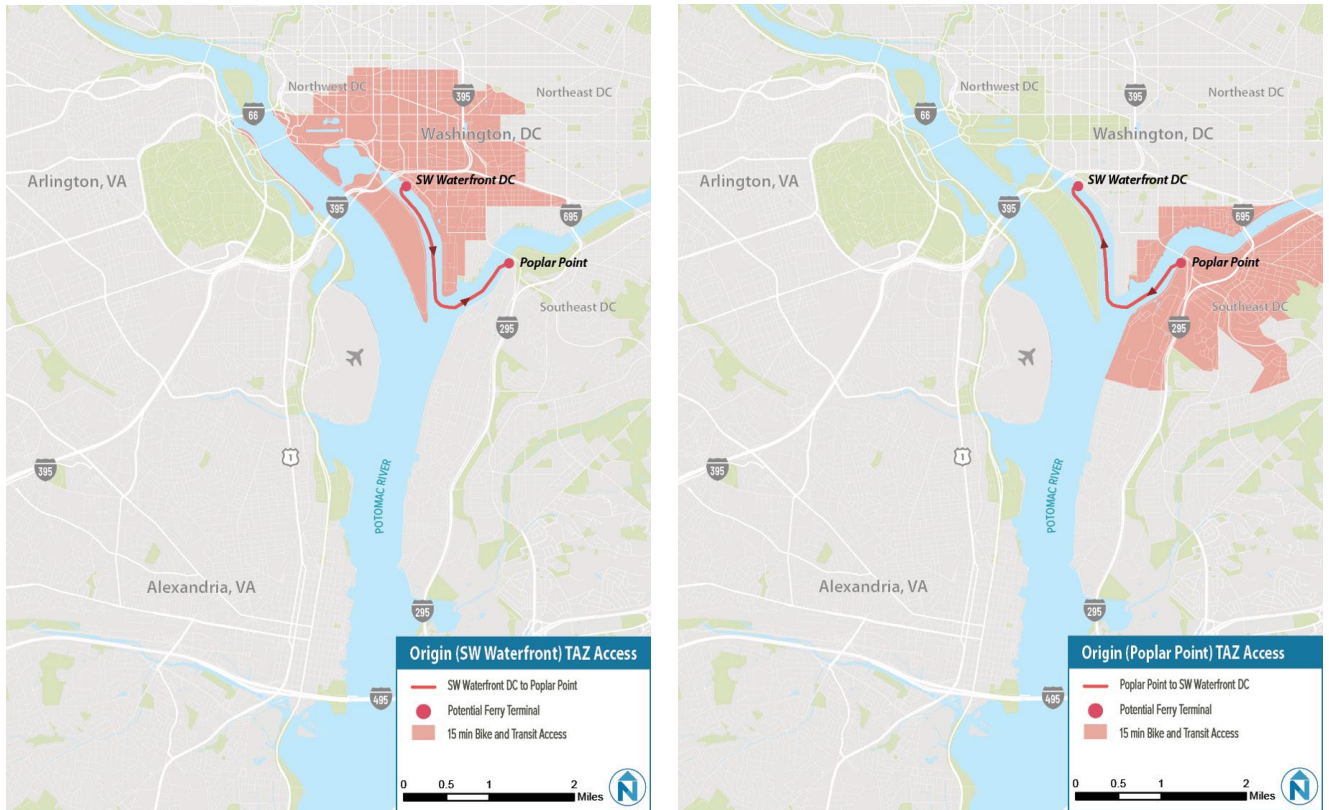 Northwest DC
395
Northeast DC
66
Washington, DC
Arlington, VA
SW Waterfront DC
395
695
Poplar Point
Southeast DC
295
1
395
POTOMAC RIVER
Alexandria, VA
295
495
Origin (SW Waterfront) TAZ Access
SW Waterfront DC to Poplar Point
Potential Ferry Terminal
15 min Bike and Transit Access
0 0.5 1 2
Miles
N
Northwest DC
395
Northeast DC
66
Washington, DC
Arlington, VA
SW Waterfront DC
395
695
Poplar Point
Southeast DC
295
1
395
POTOMAC RIVER
Alexandria, VA
295
495
Origin (Poplar Point) TAZ Access
Poplar Point to SW Waterfront DC
Potential Ferry Terminal
15 min Bike and Transit Access
0 0.5 1 2
Miles
N